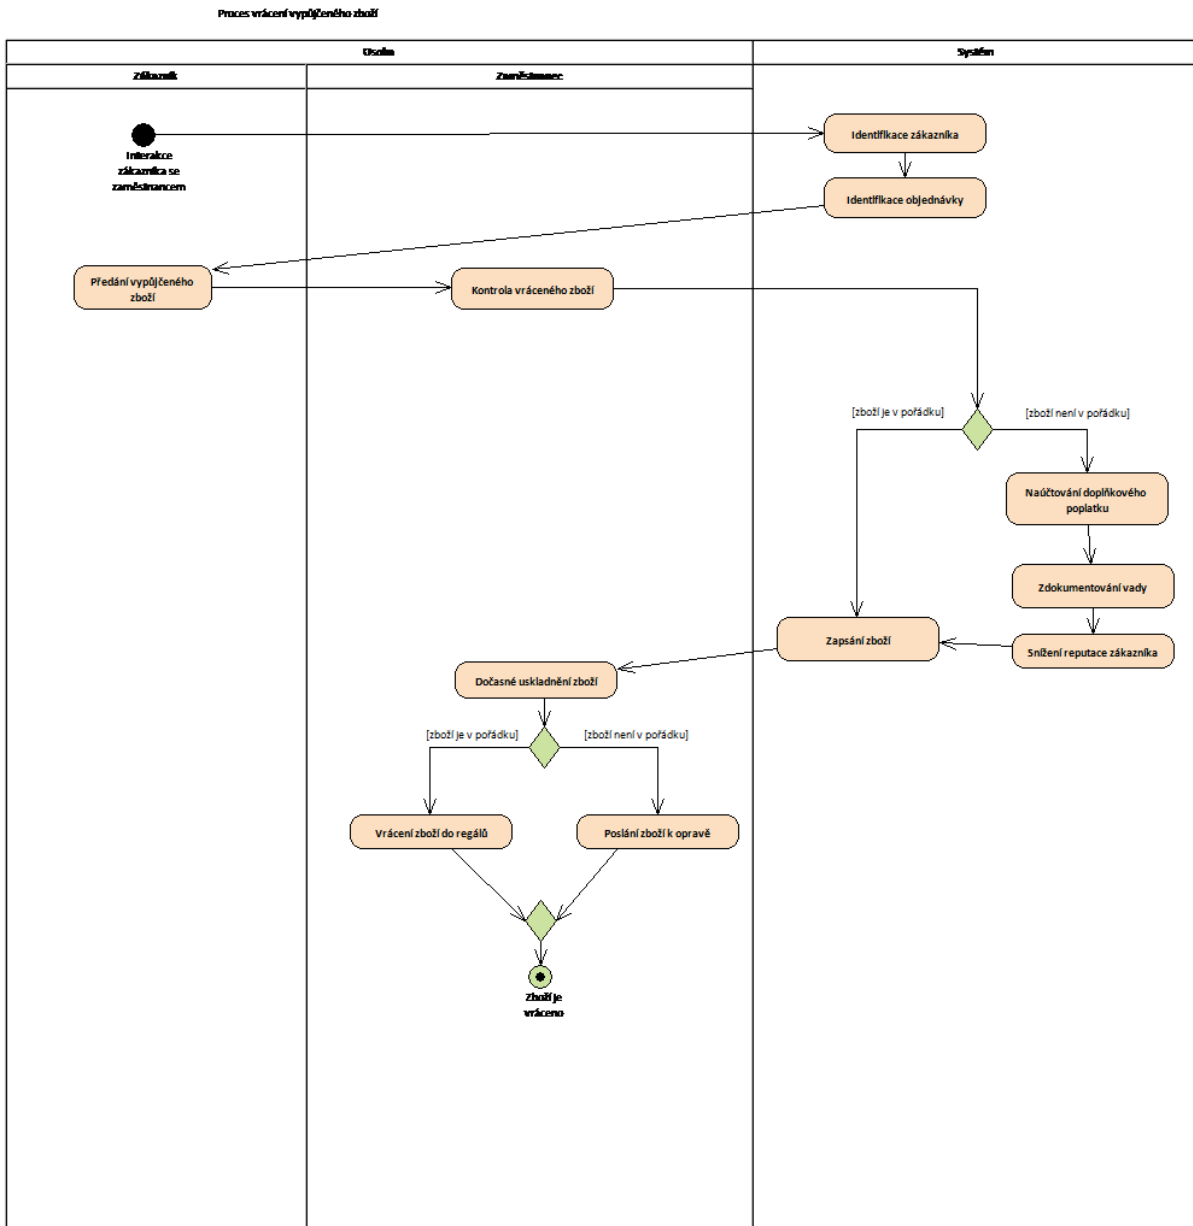 Proces vrácení vypůjčeného zboží
Osoba
Systém
Zákazník
Zaměstnanec
Interakce
zákazníka se
zaměstnancem
Identifikace zákazníka
Identifikace objednávky
Předání vypůjčeného
zboží
Kontrola vráceného zboží
[zboží je v pořádku]
[zboží není v pořádku]
Naúčtování doplňkového
poplatku
Zdokumentování vady
Zapsání zboží
Snížení reputace zákazníka
Dočasné uskladnění zboží
[zboží je v pořádku]
[zboží není v pořádku]
Vrácení zboží do regálů
Poslání zboží k opravě
Zboží je
vráceno